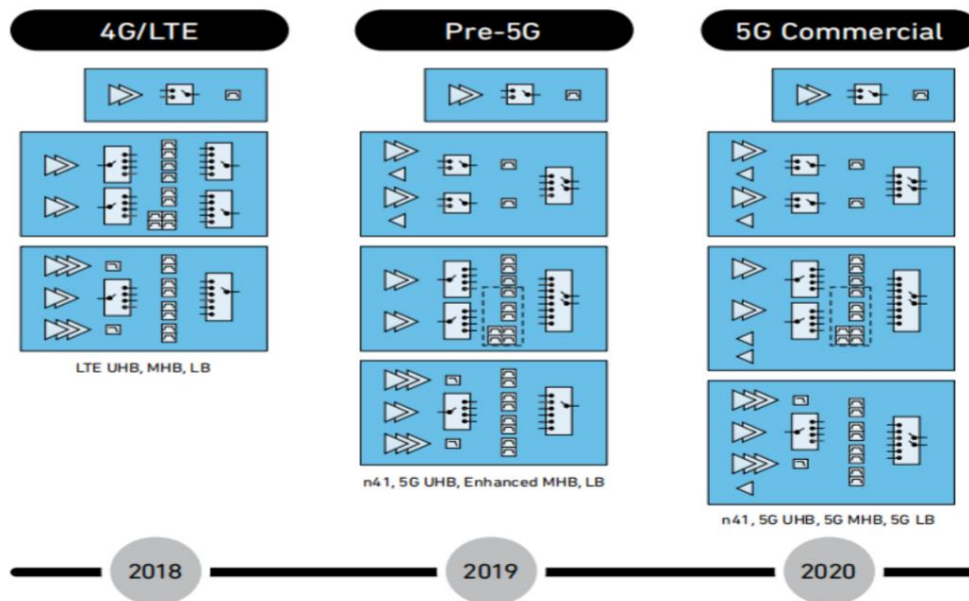 4G/LTE
Pre-5G
5G Commercial
LTE UHB, MHB, LB
n41, 5G UHB, Enhanced MHB, LB
n41, 5G UHB, 5G MHB, 5G LB
2018
2019
2020